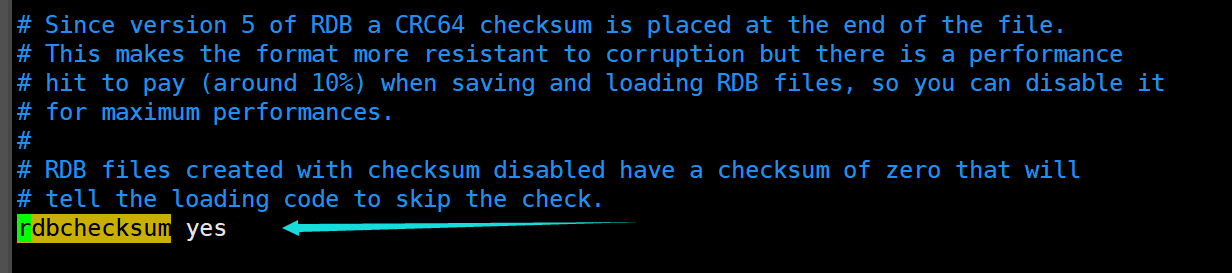 # Since version 5 of RDB a CRC64 checksum is placed at the end of the file.
# This makes the format more resistant to corruption but there is a performance
# hit to pay (around 10%) when saving and loading RDB files, so you can disable it
# for maximum performances.
#
# RDB files created with checksum disabled have a checksum of zero that will
# tell the loading code to skip the check.
rdbchecksum yes